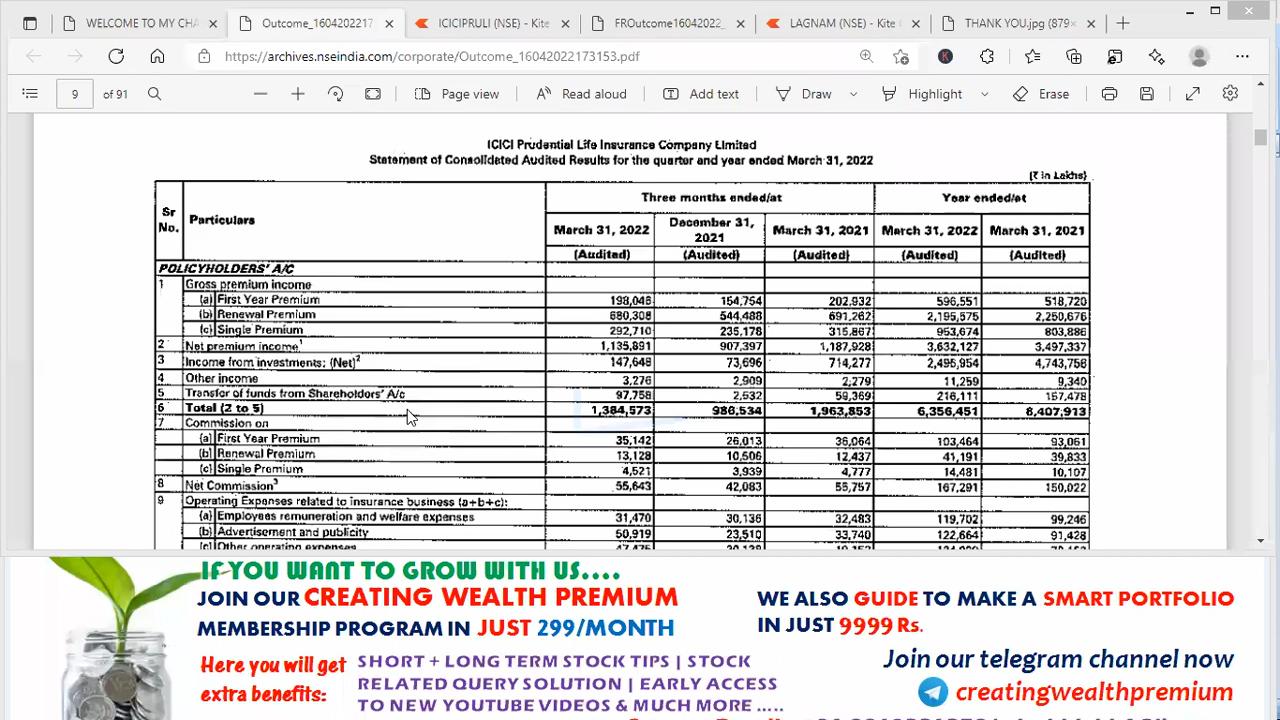 WELCOME TO MY CHA
Outcome_1604202217
ICICIPRULI (NSE) - Kite
FROutcome16042022_
LAGNAM (NSE) - Kite
THANK YOU.jpg (879×
https://archives.nseindia.com/corporate/Outcome_16042022173153.pdf
9 of 91 Page view Read aloud Add text Draw Highlight Erase
ICICI Prudential Life Insurance Company Limited
Statement of Consolidated Audited Results for the quarter and year ended March 31, 2022
(₹ in Lakhs)
Sr No. Particulars Three months ended/at Year ended/at
March 31, 2022 December 31, 2021 March 31, 2021 March 31, 2022 March 31, 2021
(Audited) (Audited) (Audited) (Audited) (Audited)
POLICYHOLDERS' A/C
1 Gross premium income
(a) First Year Premium 198,046 154,754 202,932 596,551 518,720
(b) Renewal Premium 680,308 544,488 691,262 2,195,575 2,250,676
(c) Single Premium 292,710 235,178 315,867 953,674 803,886
2 Net premium income¹ 1,135,891 907,397 1,187,928 3,632,127 3,497,337
3 Income from investments: (Net)² 147,648 73,696 714,277 2,496,954 4,743,756
4 Other income 3,276 2,909 2,279 11,259 9,340
5 Transfer of funds from Shareholders' A/c 97,758 2,532 59,369 216,111 157,478
6 Total (2 to 5) 1,384,573 986,534 1,963,853 6,356,451 8,407,913
7 Commission on
(a) First Year Premium 35,142 26,013 36,064 103,464 93,061
(b) Renewal Premium 13,128 10,506 12,437 41,191 39,833
(c) Single Premium 4,521 3,939 4,777 14,481 10,107
8 Net Commission³ 55,643 42,083 55,757 167,291 150,022
9 Operating Expenses related to insurance business (a+b+c):
(a) Employees remuneration and welfare expenses 31,470 30,136 32,483 119,702 99,246
(b) Advertisement and publicity 50,919 23,510 33,740 122,664 91,428
(c) Other operating expenses
IF YOU WANT TO GROW WITH US....
JOIN OUR CREATING WEALTH PREMIUM
MEMBERSHIP PROGRAM IN JUST 299/MONTH
WE ALSO GUIDE TO MAKE A SMART PORTFOLIO
IN JUST 9999 Rs.
Here you will get
extra benefits:
SHORT + LONG TERM STOCK TIPS | STOCK
RELATED QUERY SOLUTION | EARLY ACCESS
TO NEW YOUTUBE VIDEOS & MUCH MORE .....
Join our telegram channel now
creatingwealthpremium